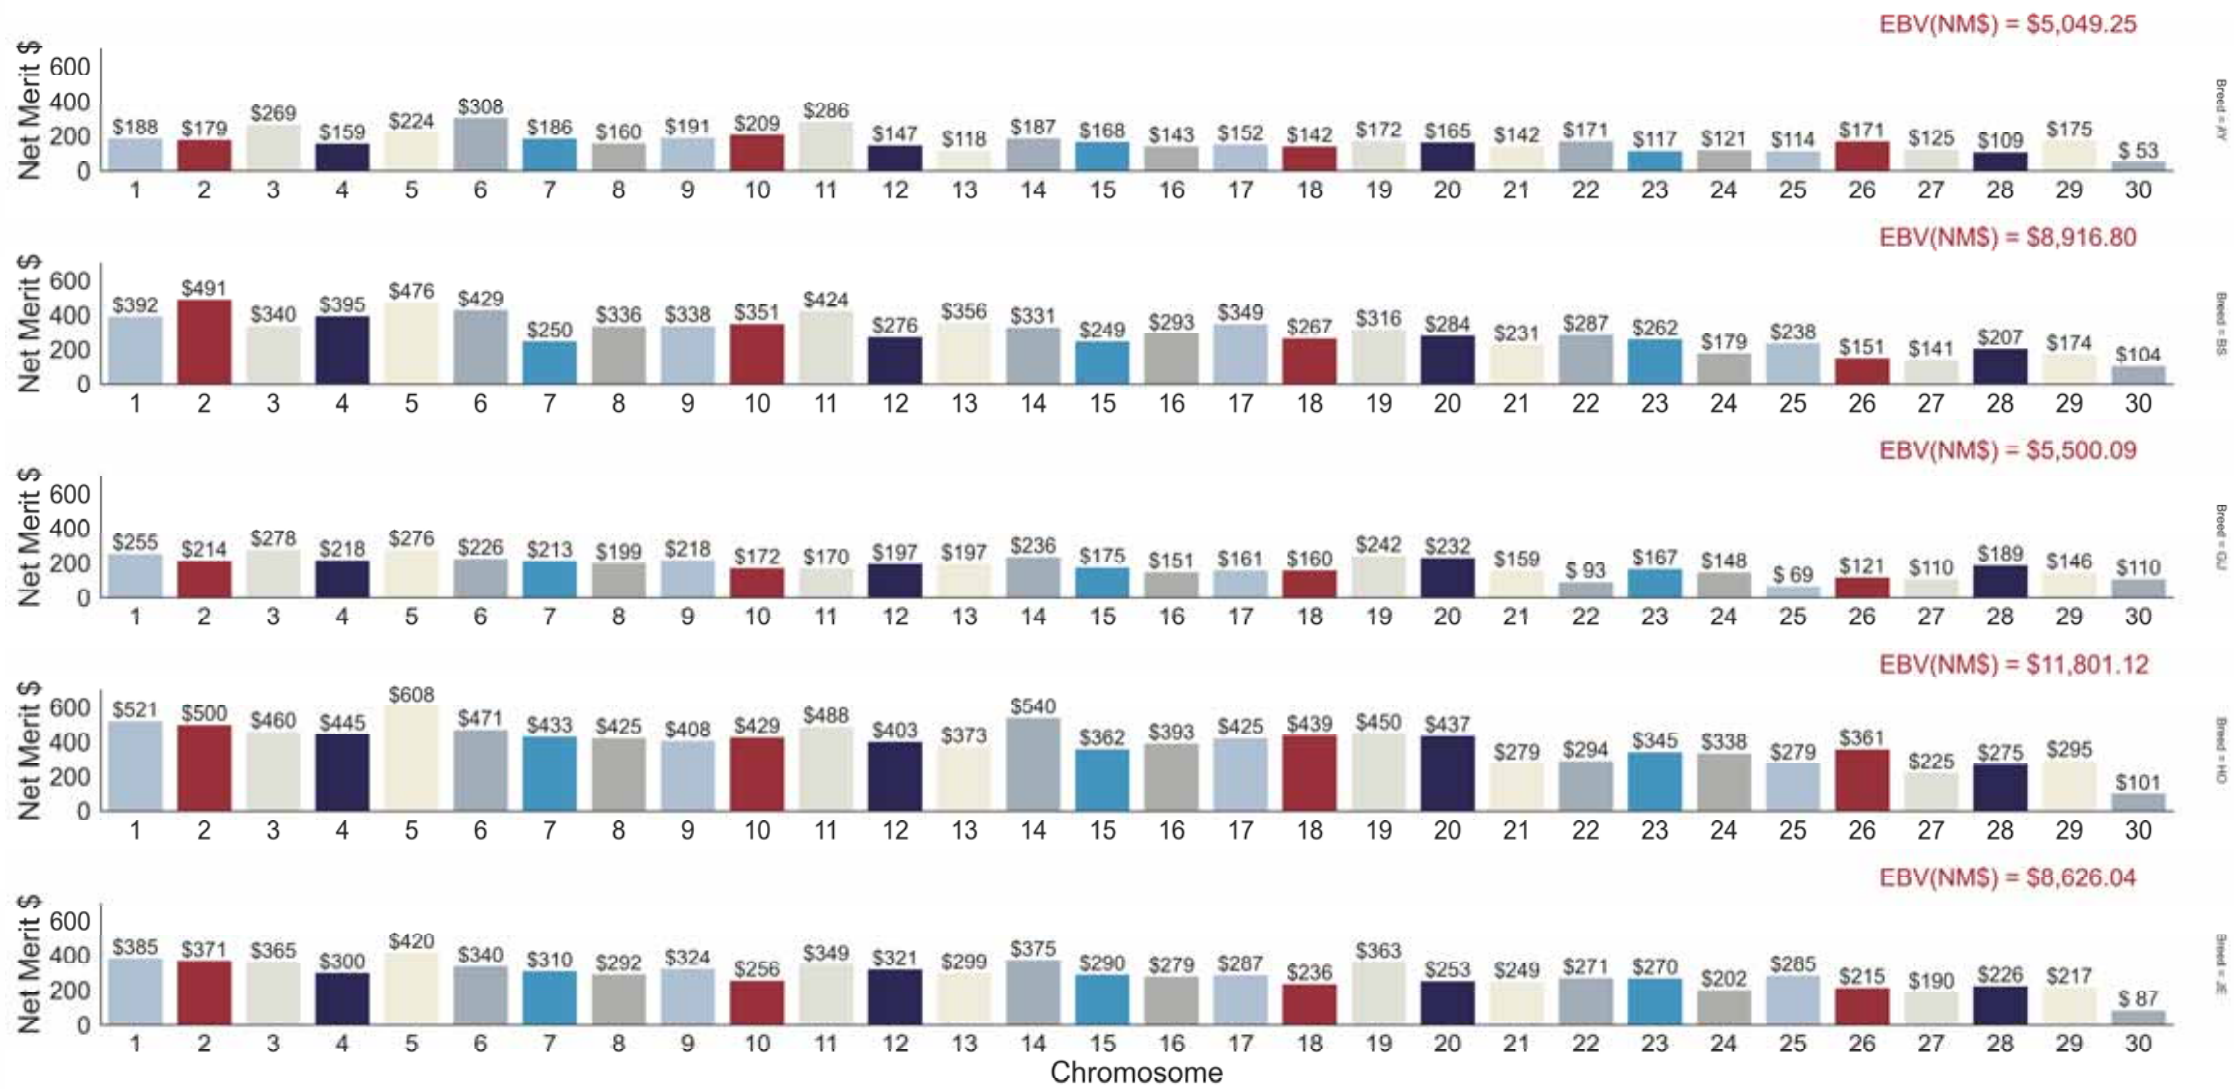 EBV(NM$) = $5,049.25
Net Merit $
600
400
200
0
$188 $179 $269 $159 $224 $308 $186 $160 $191 $209 $286 $147 $118 $187 $168 $143 $152 $142 $172 $165 $142 $171 $117 $121 $114 $171 $125 $109 $175 $ 53
1 2 3 4 5 6 7 8 9 10 11 12 13 14 15 16 17 18 19 20 21 22 23 24 25 26 27 28 29 30
Breed = AY
EBV(NM$) = $8,916.80
Net Merit $
600
400
200
0
$392 $491 $340 $395 $476 $429 $250 $336 $338 $351 $424 $276 $356 $331 $249 $293 $349 $267 $316 $284 $231 $287 $262 $179 $238 $151 $141 $207 $174 $104
1 2 3 4 5 6 7 8 9 10 11 12 13 14 15 16 17 18 19 20 21 22 23 24 25 26 27 28 29 30
Breed = BS
EBV(NM$) = $5,500.09
Net Merit $
600
400
200
0
$255 $214 $278 $218 $276 $226 $213 $199 $218 $172 $170 $197 $197 $236 $175 $151 $161 $160 $242 $232 $159 $ 93 $167 $148 $ 69 $121 $110 $189 $146 $110
1 2 3 4 5 6 7 8 9 10 11 12 13 14 15 16 17 18 19 20 21 22 23 24 25 26 27 28 29 30
Breed = GU
EBV(NM$) = $11,801.12
Net Merit $
600
400
200
0
$521 $500 $460 $445 $608 $471 $433 $425 $408 $429 $488 $403 $373 $540 $362 $393 $425 $439 $450 $437 $279 $294 $345 $338 $279 $361 $225 $275 $295 $101
1 2 3 4 5 6 7 8 9 10 11 12 13 14 15 16 17 18 19 20 21 22 23 24 25 26 27 28 29 30
Breed = HO
EBV(NM$) = $8,626.04
Net Merit $
600
400
200
0
$385 $371 $365 $300 $420 $340 $310 $292 $324 $256 $349 $321 $299 $375 $290 $279 $287 $236 $363 $253 $249 $271 $270 $202 $285 $215 $190 $226 $217 $ 87
1 2 3 4 5 6 7 8 9 10 11 12 13 14 15 16 17 18 19 20 21 22 23 24 25 26 27 28 29 30
Breed = JE
Chromosome